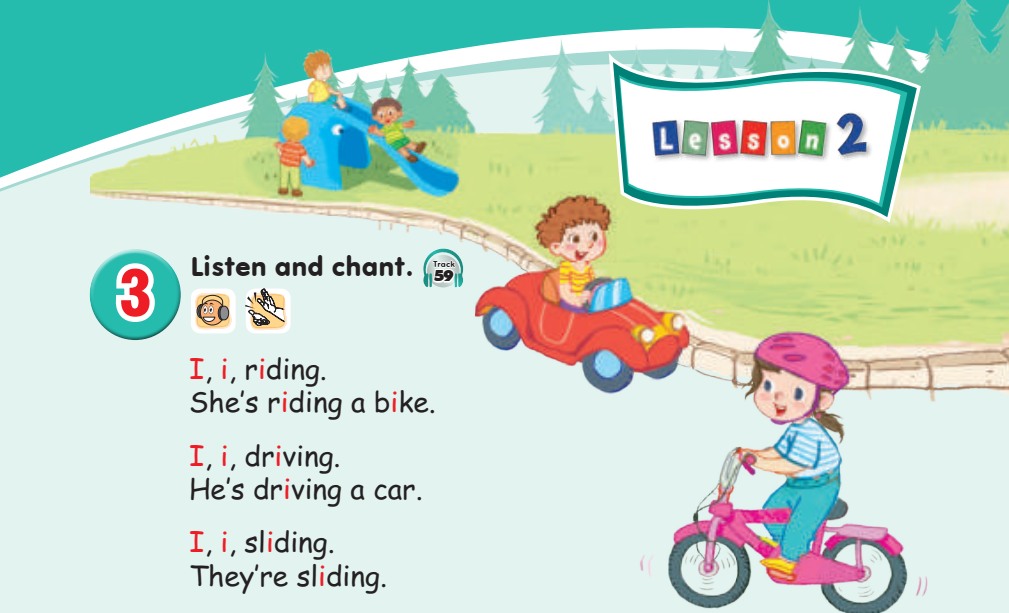 Lesson 2
3
Listen and chant.
Track
59
I, i, riding.
She's riding a bike.
I, i, driving.
He's driving a car.
I, i, sliding.
They're sliding.